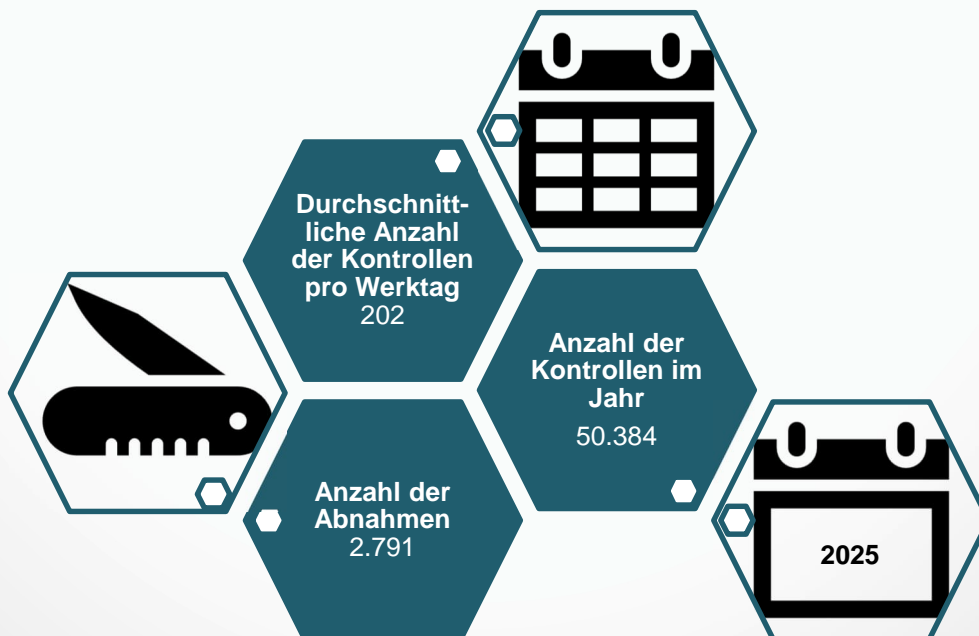 Durchschnitt-
liche Anzahl
der Kontrollen
pro Werktag
202
Anzahl der
Kontrollen im
Jahr
50.384
Anzahl der
Abnahmen
2.791
2025